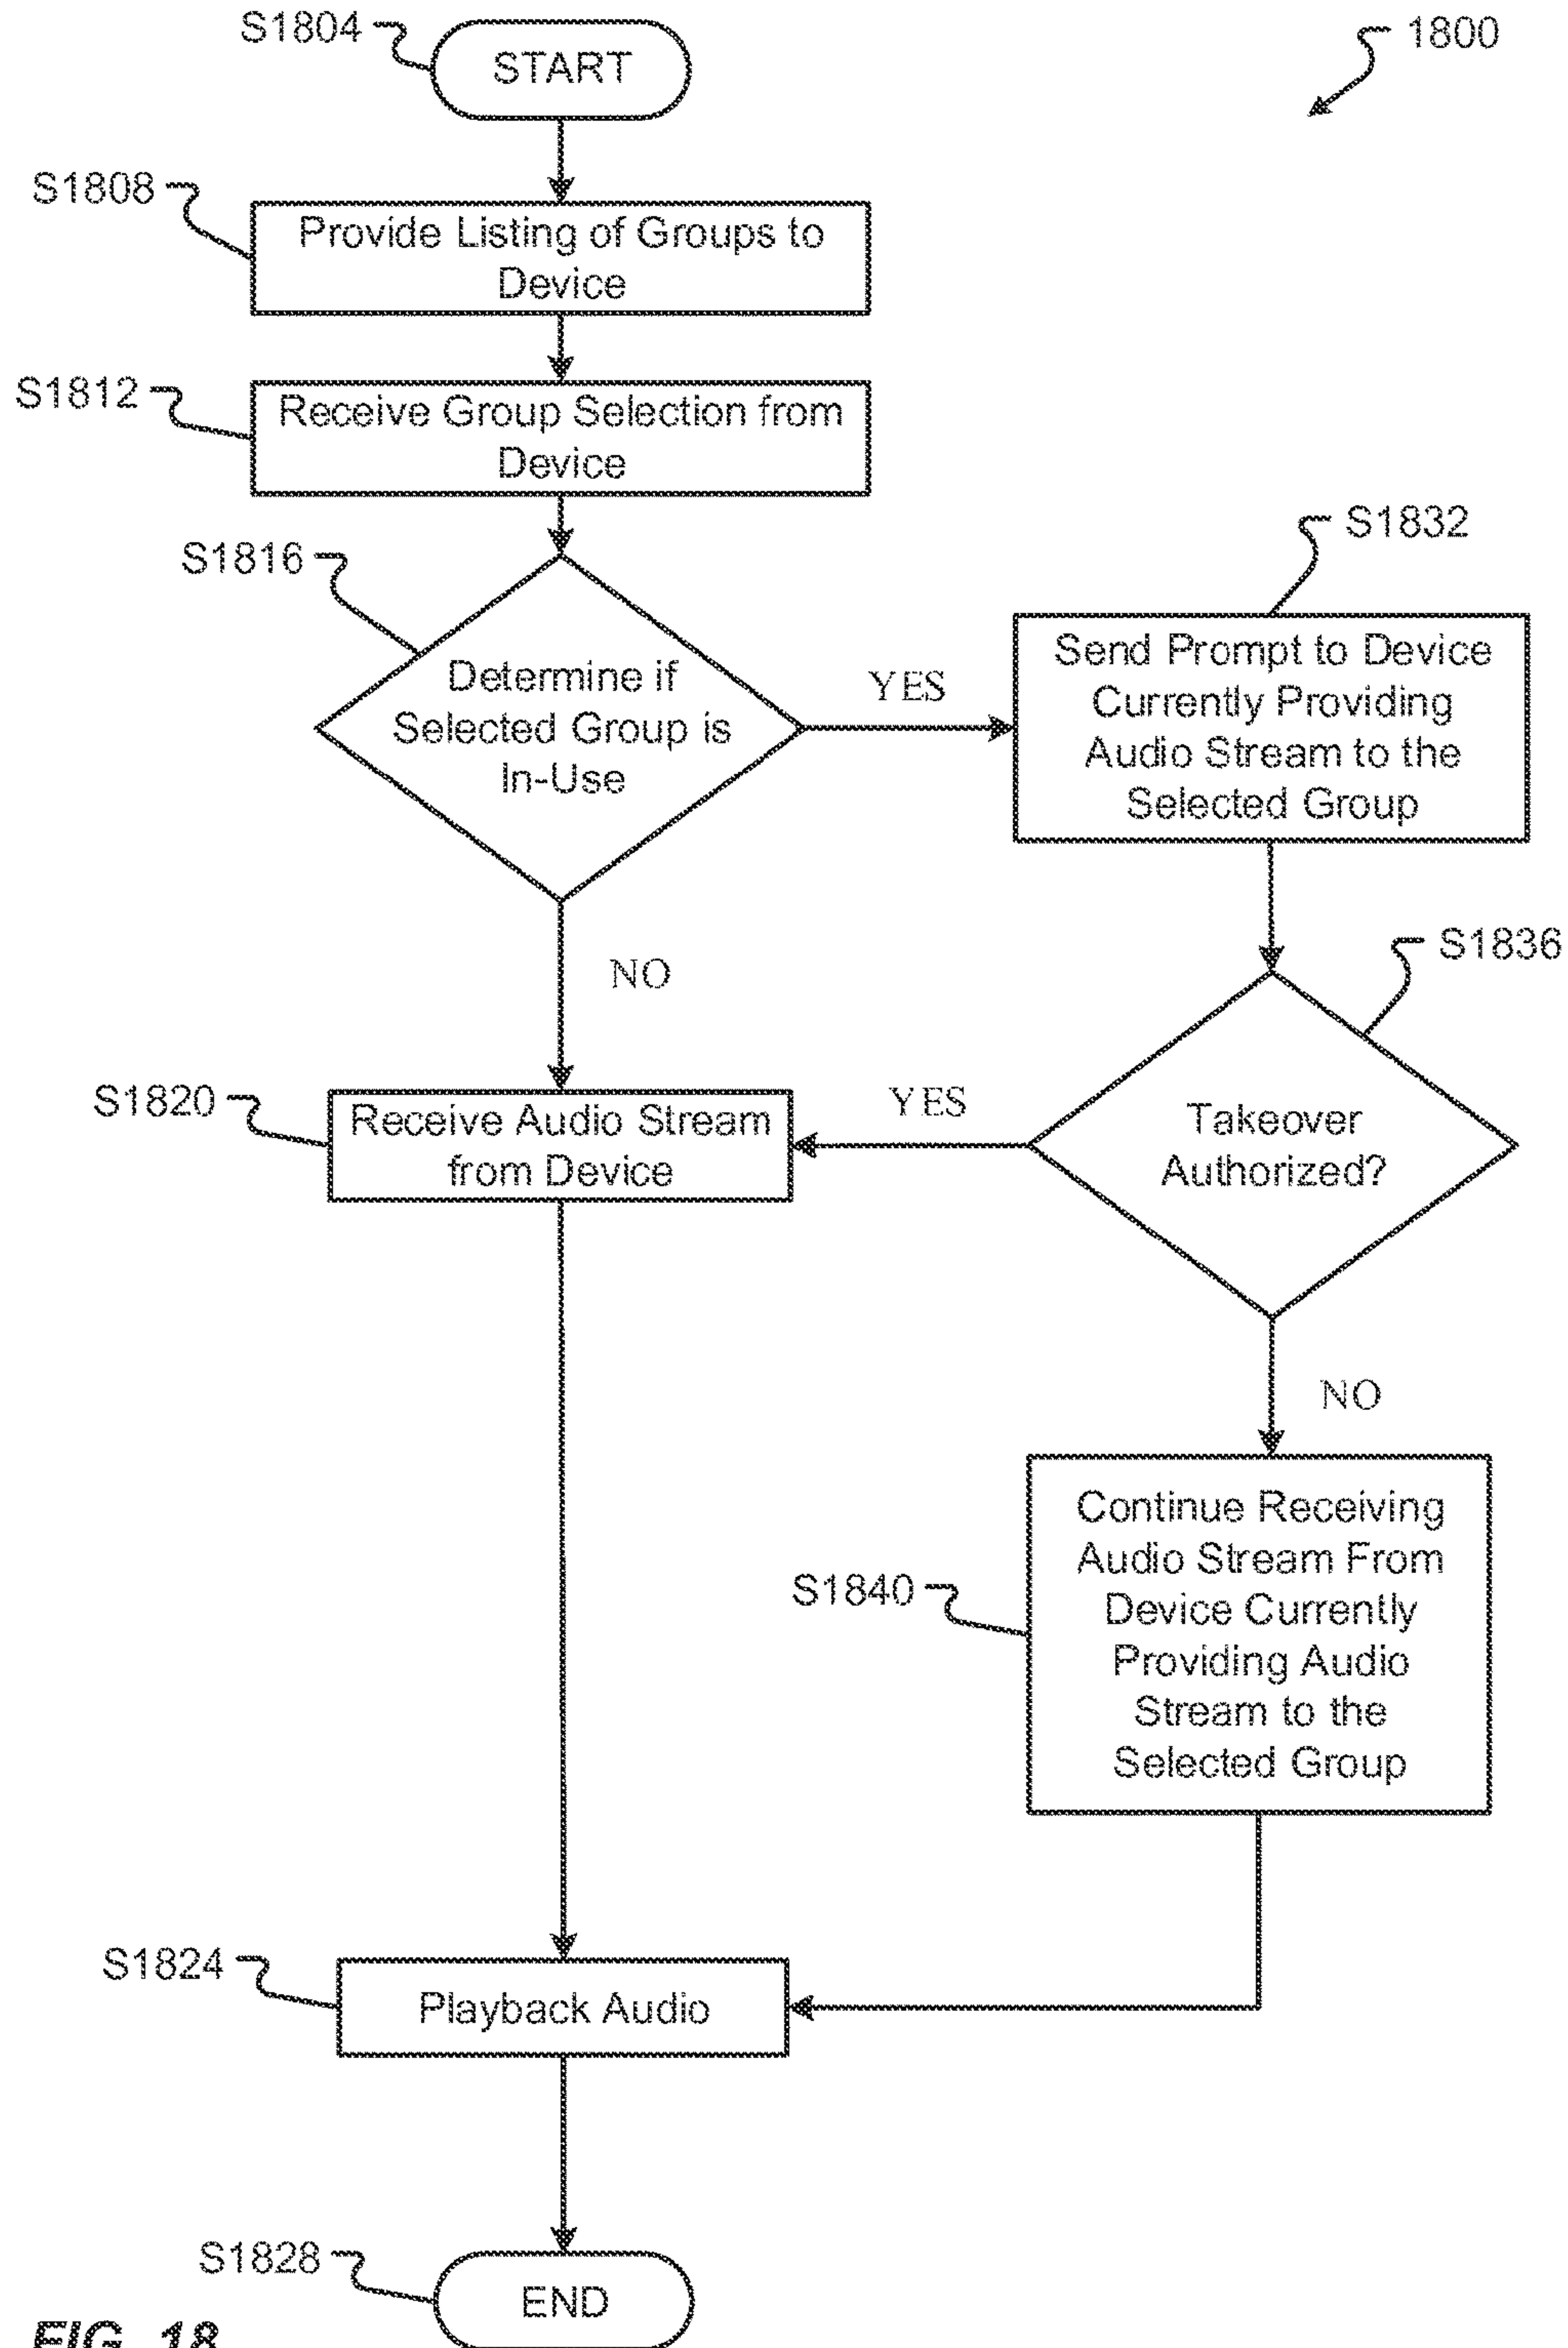 S1804
START
1800
S1808
Provide Listing of Groups to
Device
S1812
Receive Group Selection from
Device
S1816
Determine if
Selected Group is
In-Use
YES
S1832
Send Prompt to Device
Currently Providing
Audio Stream to the
Selected Group
NO
S1836
Takeover
Authorized?
YES
S1820
Receive Audio Stream
from Device
NO
S1840
Continue Receiving
Audio Stream From
Device Currently
Providing Audio
Stream to the
Selected Group
S1824
Playback Audio
S1828
END
FIG. 18